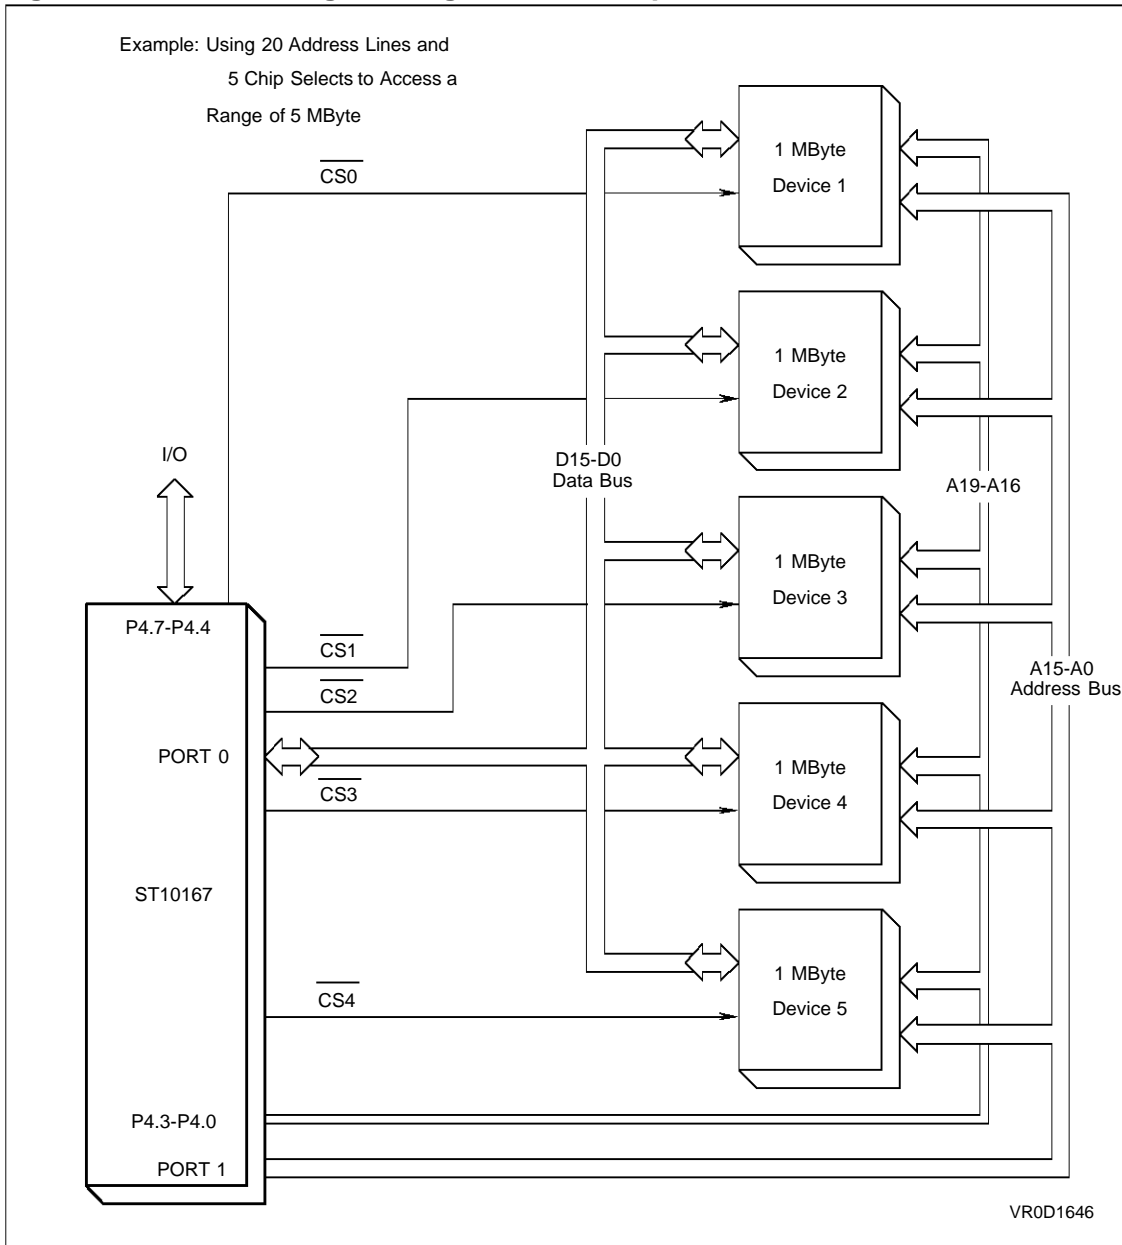 Example: Using 20 Address Lines and
5 Chip Selects to Access a
Range of 5 MByte
CS0
1 MByte
Device 1
1 MByte
Device 2
I/O
D15-D0
Data Bus
A19-A16
1 MByte
Device 3
P4.7-P4.4
CS1
CS2
A15-A0
Address Bus
PORT 0
CS3
1 MByte
Device 4
ST10167
CS4
1 MByte
Device 5
P4.3-P4.0
PORT 1
VR0D1646